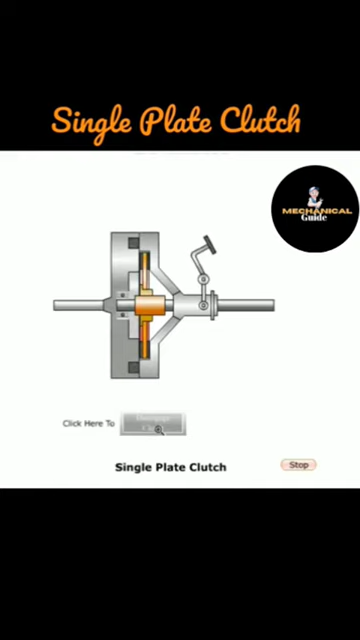 Single Plate Clutch
MECHANICAL
Guide
Click Here To
Single Plate Clutch
Stop